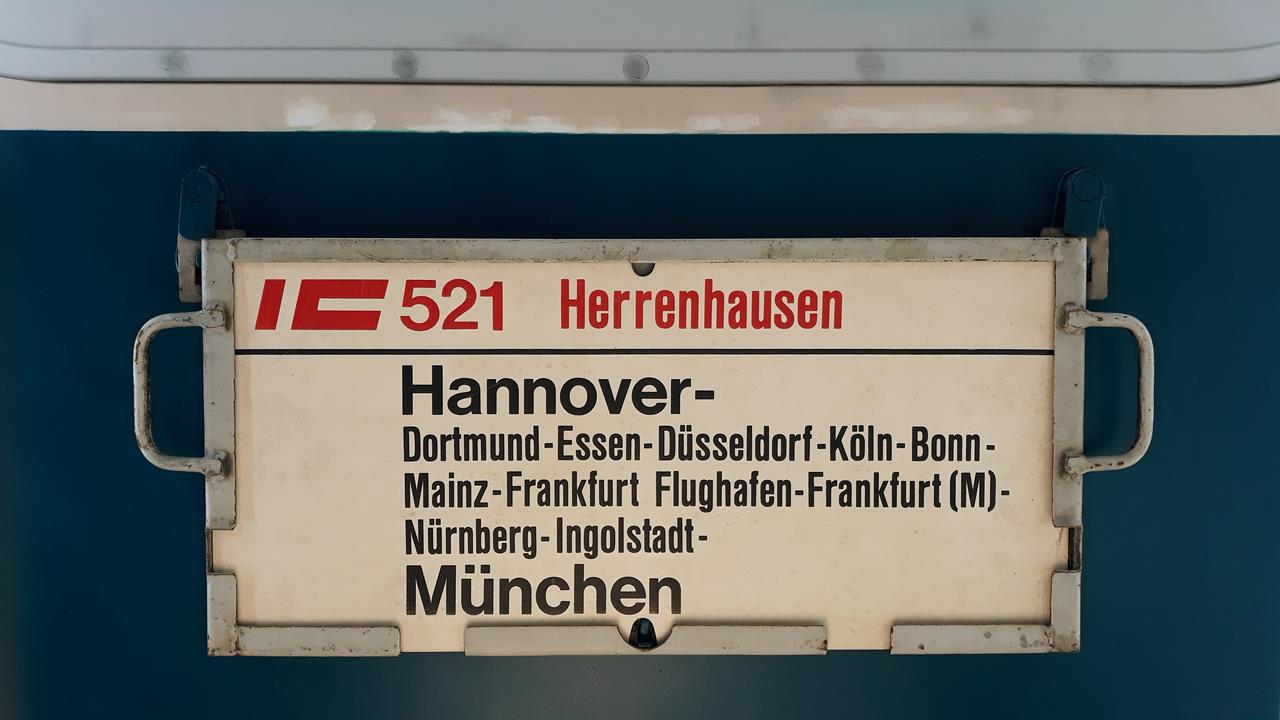 IC 521 Herrenhausen
Hannover-
Dortmund-Essen-Düsseldorf-Köln-Bonn-
Mainz-Frankfurt Flughafen-Frankfurt (M)-
Nürnberg-Ingolstadt-
München